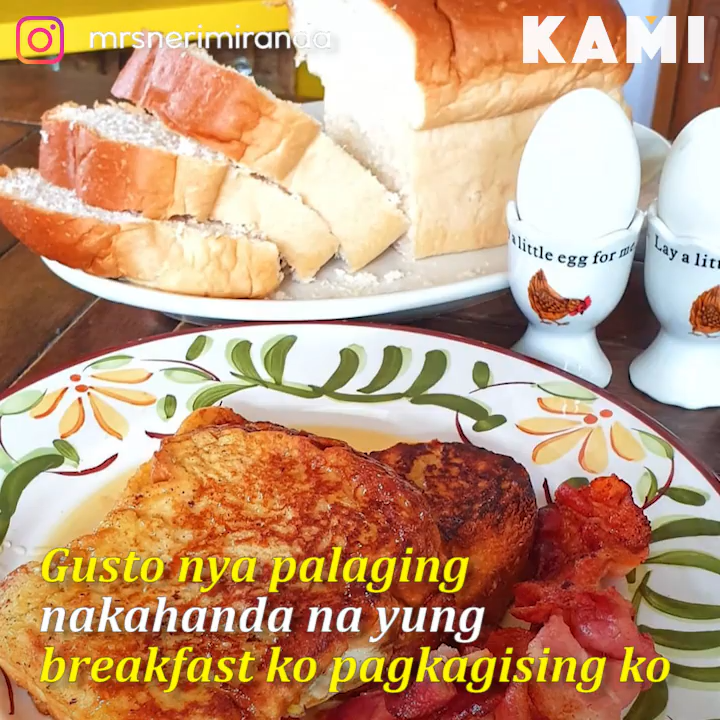 mrsnerimiranda
KAMI
a little egg for me
Lay a litt
Gusto nya palaging
nakahanda na yung
breakfast ko pagkagising ko